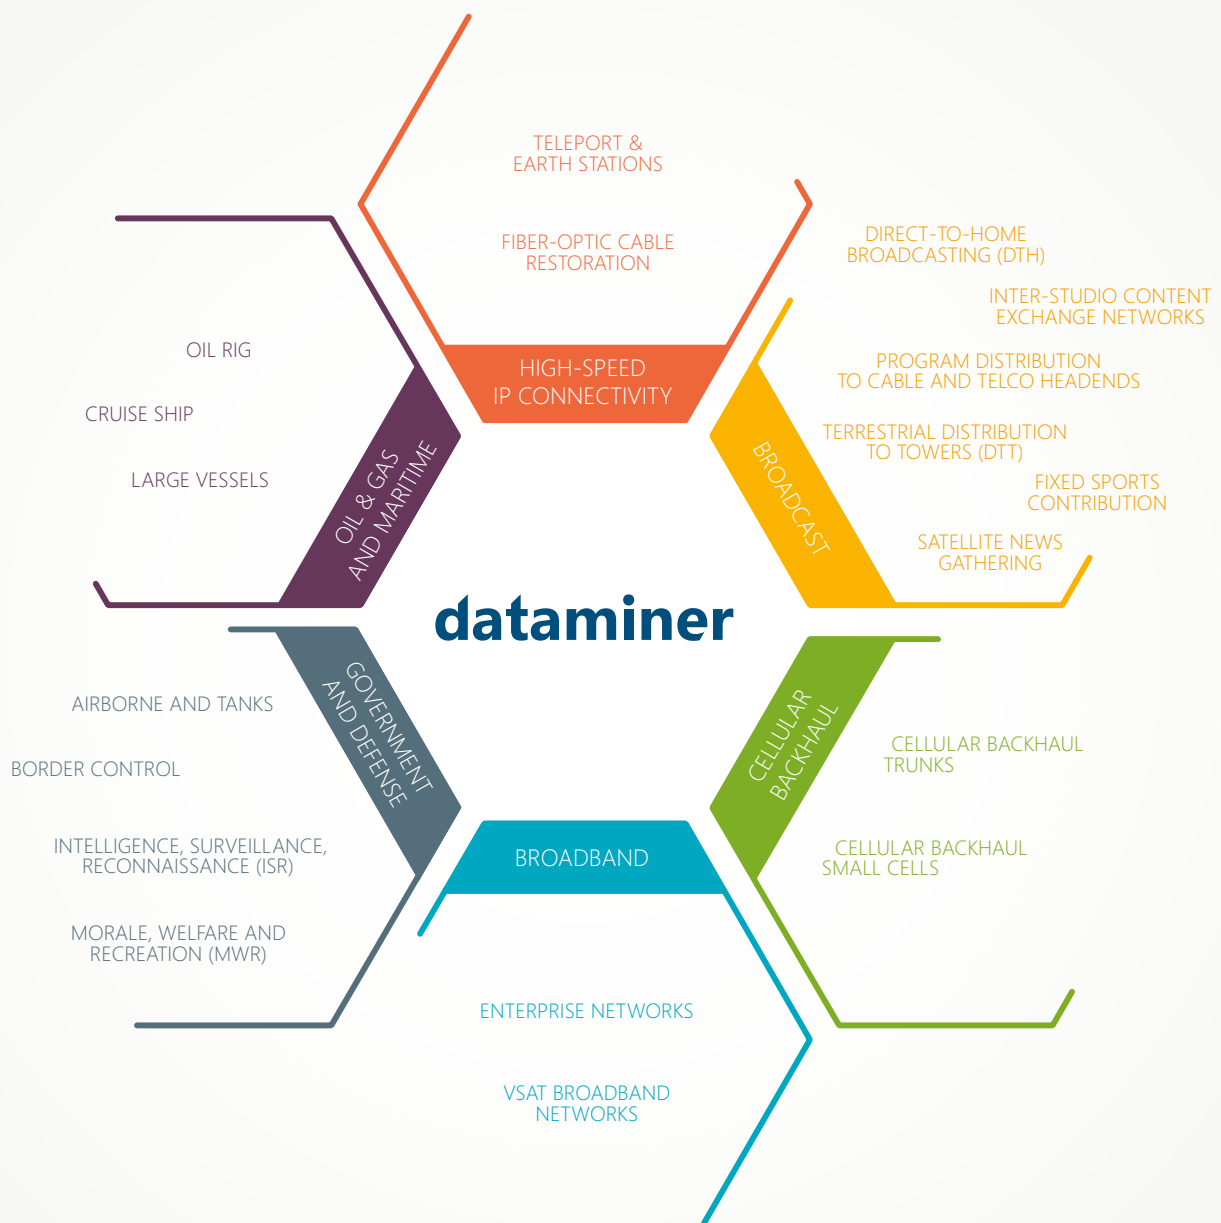 TELEPORT &
EARTH STATIONS
FIBER-OPTIC CABLE
RESTORATION
HIGH-SPEED
IP CONNECTIVITY
DIRECT-TO-HOME
BROADCASTING (DTH)
INTER-STUDIO CONTENT
EXCHANGE NETWORKS
PROGRAM DISTRIBUTION
TO CABLE AND TELCO HEADENDS
TERRESTRIAL DISTRIBUTION
TO TOWERS (DTT)
FIXED SPORTS
CONTRIBUTION
SATELLITE NEWS
GATHERING
BROADCAST
OIL RIG
CRUISE SHIP
LARGE VESSELS
OIL & GAS
AND MARITIME
dataminer
GOVERNMENT
AND DEFENSE
AIRBORNE AND TANKS
BORDER CONTROL
INTELLIGENCE, SURVEILLANCE,
RECONNAISSANCE (ISR)
MORALE, WELFARE AND
RECREATION (MWR)
CELLULAR
BACKHAUL
CELLULAR BACKHAUL
TRUNKS
CELLULAR BACKHAUL
SMALL CELLS
BROADBAND
ENTERPRISE NETWORKS
VSAT BROADBAND
NETWORKS